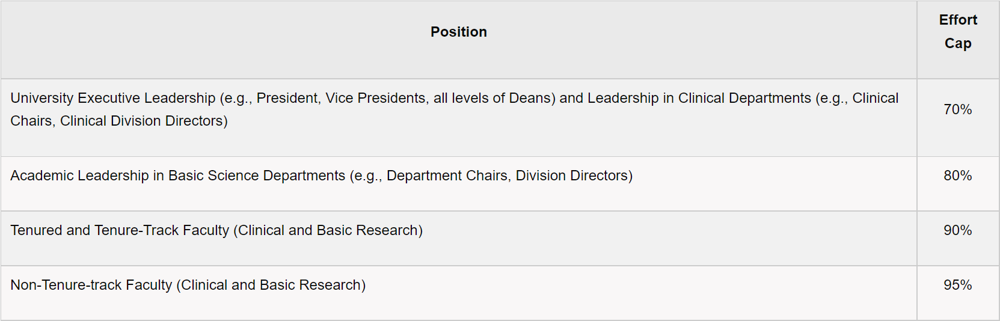 Position
Effort
Cap
University Executive Leadership (e.g., President, Vice Presidents, all levels of Deans) and Leadership in Clinical Departments (e.g., Clinical
Chairs, Clinical Division Directors)
70%
Academic Leadership in Basic Science Departments (e.g., Department Chairs, Division Directors)
80%
Tenured and Tenure-Track Faculty (Clinical and Basic Research)
90%
Non-Tenure-track Faculty (Clinical and Basic Research)
95%